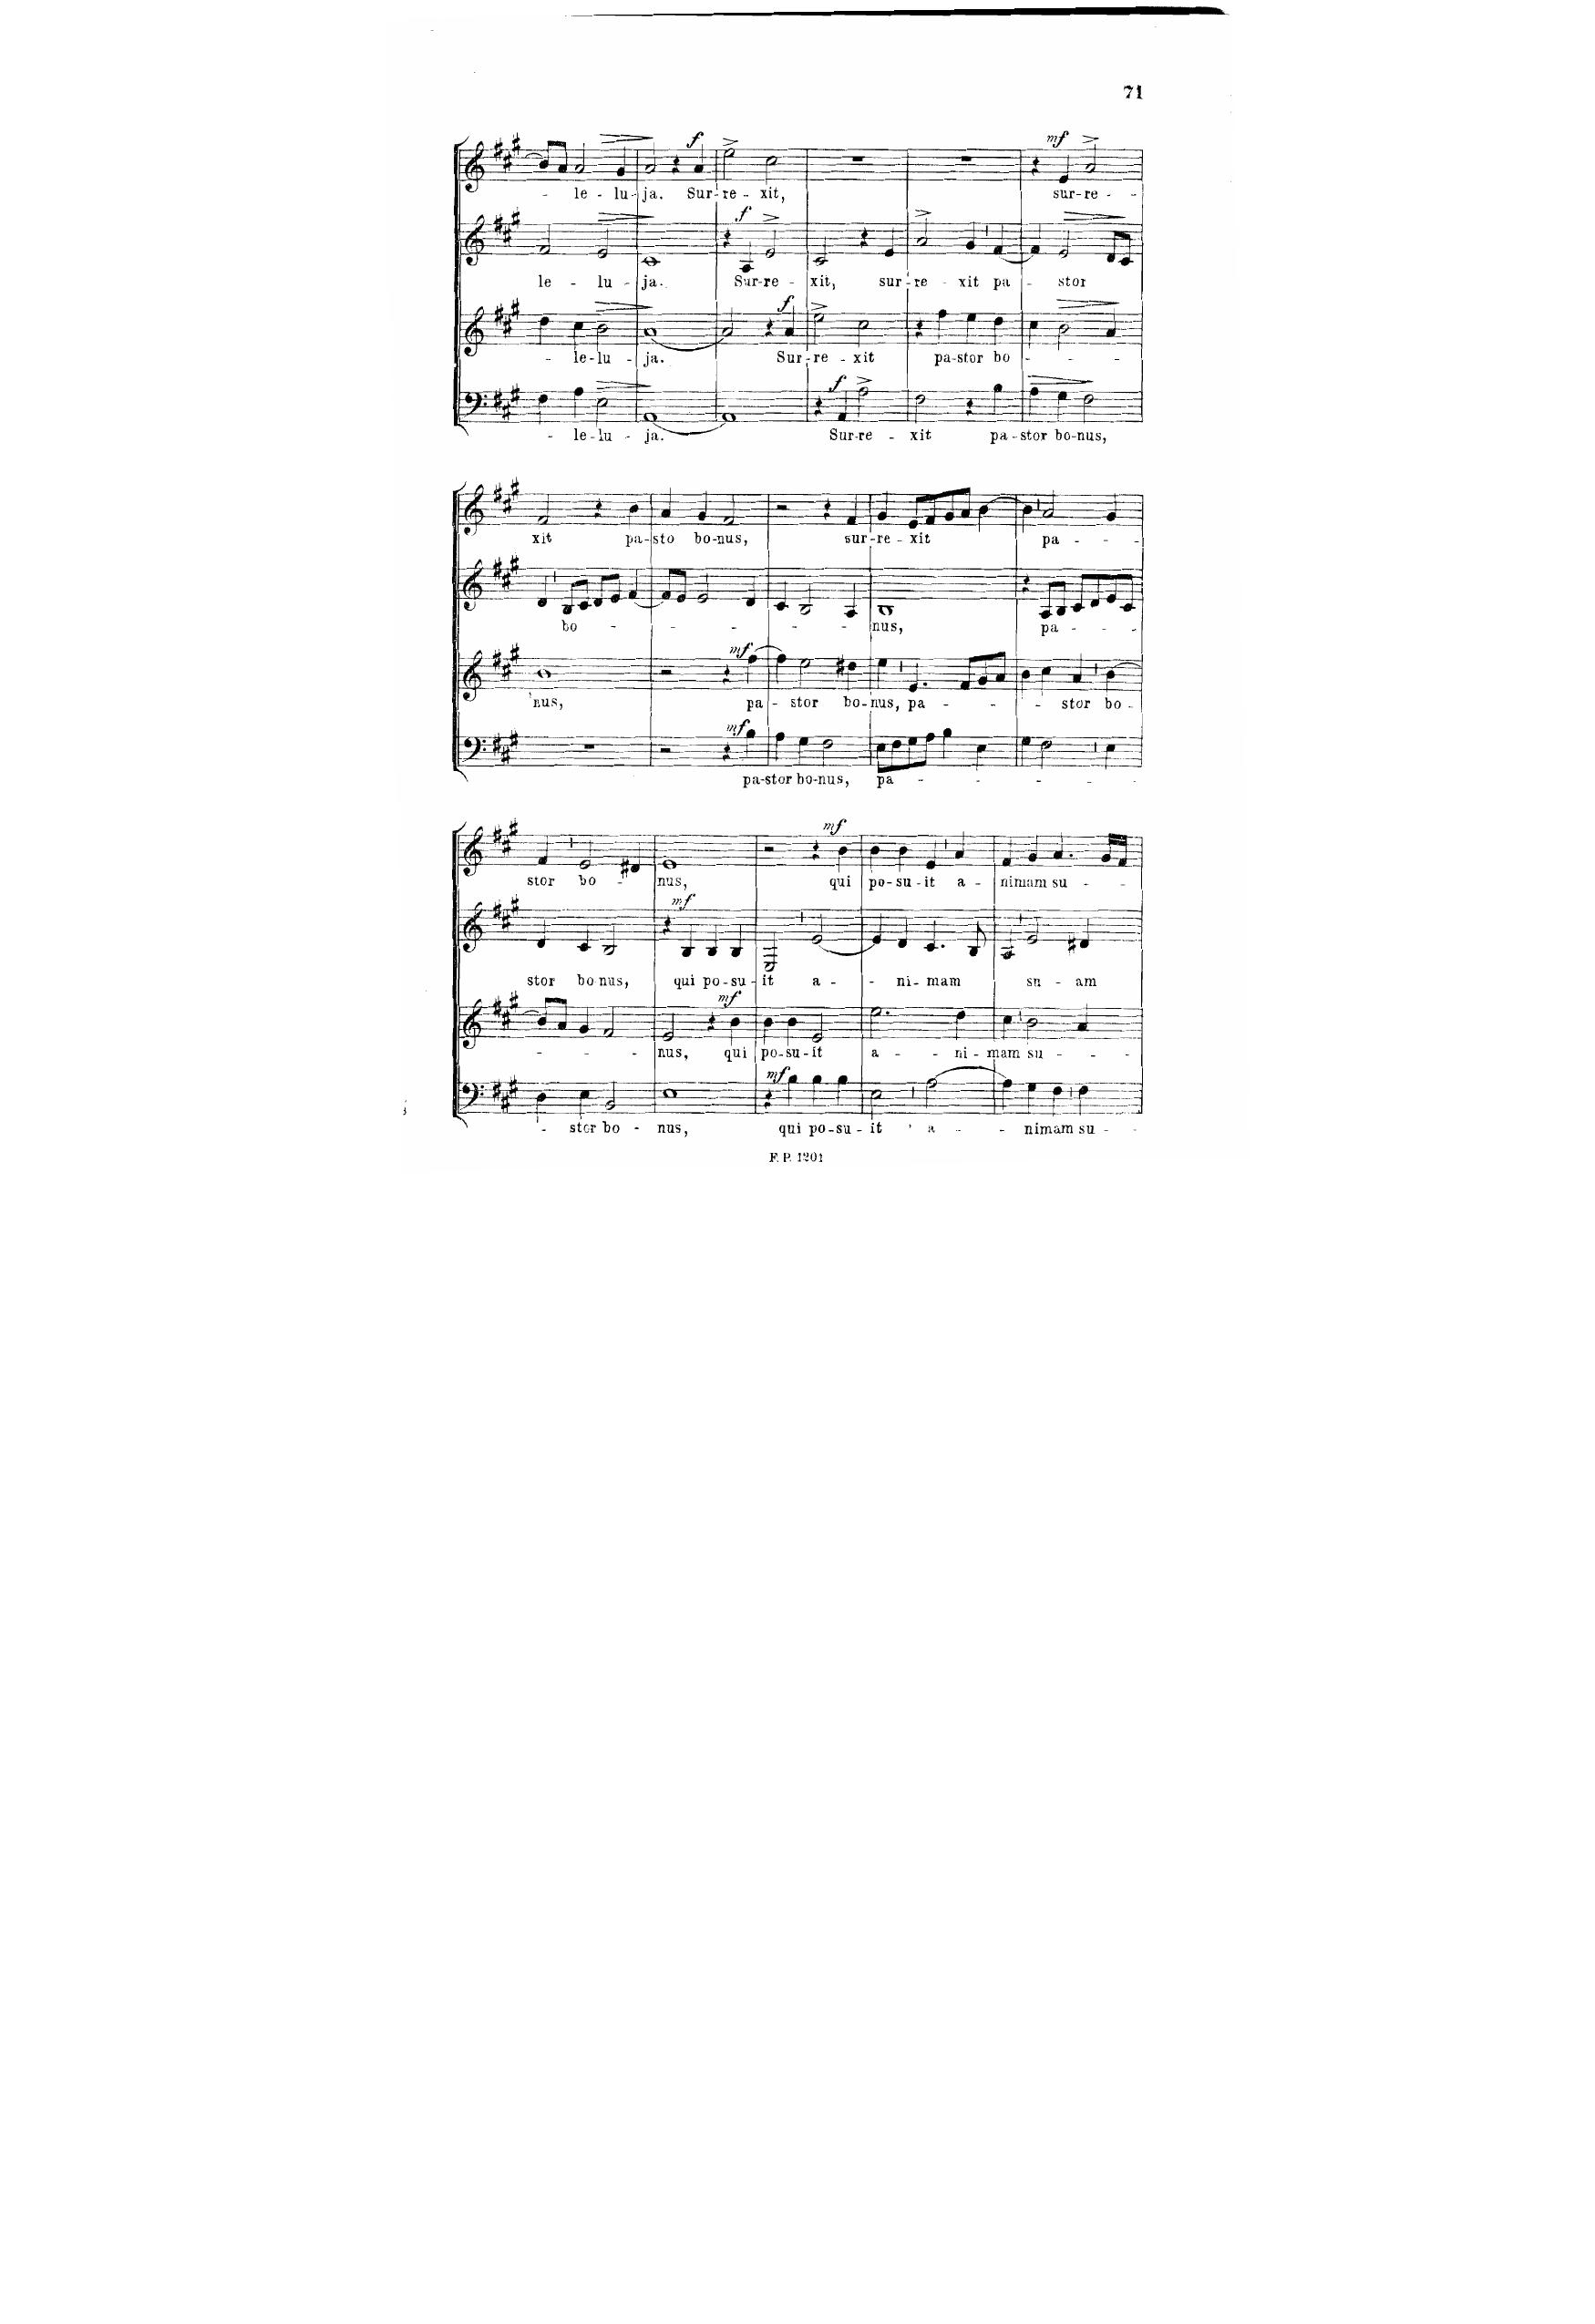 71
mf
f
- le - lu - ja. Sur - re - xit, sur - re -
f
le - lu - ja. Sur - re - xit, sur - re - xit pa - stor
f
- le - lu - ja. Sur - re - xit pa - stor bo -
f
- le - lu - ja. Sur - re - xit pa - stor bo - nus,
xit pa - sto bo - nus, sur - re - xit pa -
bo - nus, pa -
mf
nus, pa - stor bo - nus, pa - stor bo -
mf
pa - stor bo - nus, pa -
mf
stor bo - nus, qui po - su - it a - nimam su -
mf
stor bo nus, qui po - su - it a - ni - mam su - am
mf
- nus, qui po - su - it a - ni - mam su -
mf
- stor bo - nus, qui po - su - it a - nimam su -
F. P. 1201